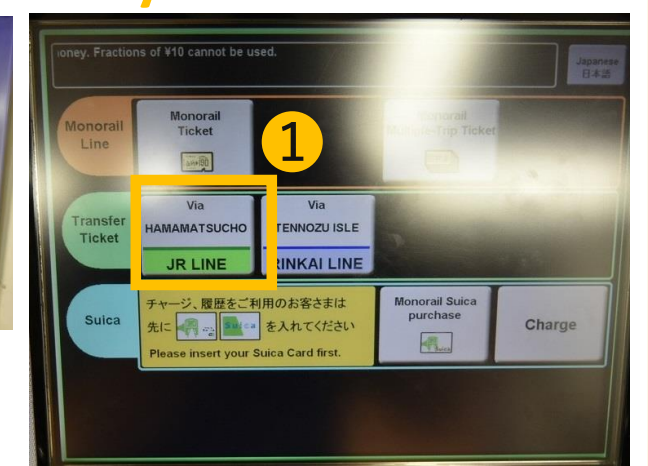 oney. Fractions of ¥10 cannot be used.
Japanese
日本語
Monorail
Line
Monorail
Ticket
1
Monorail
Multiple-Trip Ticket
Transfer
Ticket
Via
HAMAMATSUCHO
JR LINE
Via
TENNOZU ISLE
RINKAI LINE
Suica
チャージ、履歴をご利用のお客さまは
先に Suica を入れてください
Please insert your Suica Card first.
Monorail Suica
purchase
Suica
Charge